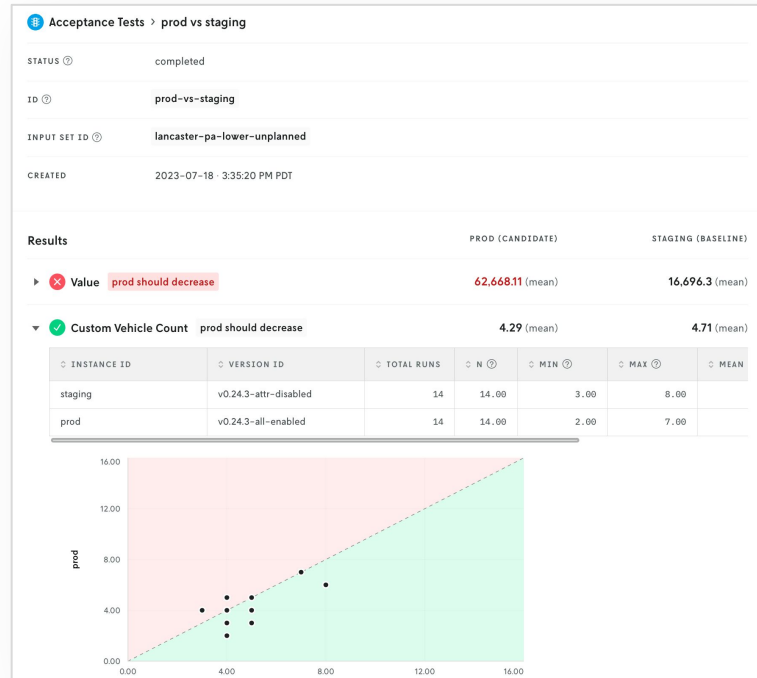 Acceptance Tests > prod vs staging
STATUS ?
completed
ID ?
prod-vs-staging
INPUT SET ID ?
lancaster-pa-lower-unplanned
CREATED
2023-07-18 · 3:35:20 PM PDT
Results PROD (CANDIDATE) STAGING (BASELINE)
Value prod should decrease 62,668.11 (mean) 16,696.3 (mean)
Custom Vehicle Count prod should decrease 4.29 (mean) 4.71 (mean)
INSTANCE ID VERSION ID TOTAL RUNS N ? MIN ? MAX ? MEAN
staging v0.24.3-attr-disabled 14 14.00 3.00 8.00
prod v0.24.3-all-enabled 14 14.00 2.00 7.00
16.00
12.00
8.00
4.00
0.00
prod
0.00 4.00 8.00 12.00 16.00